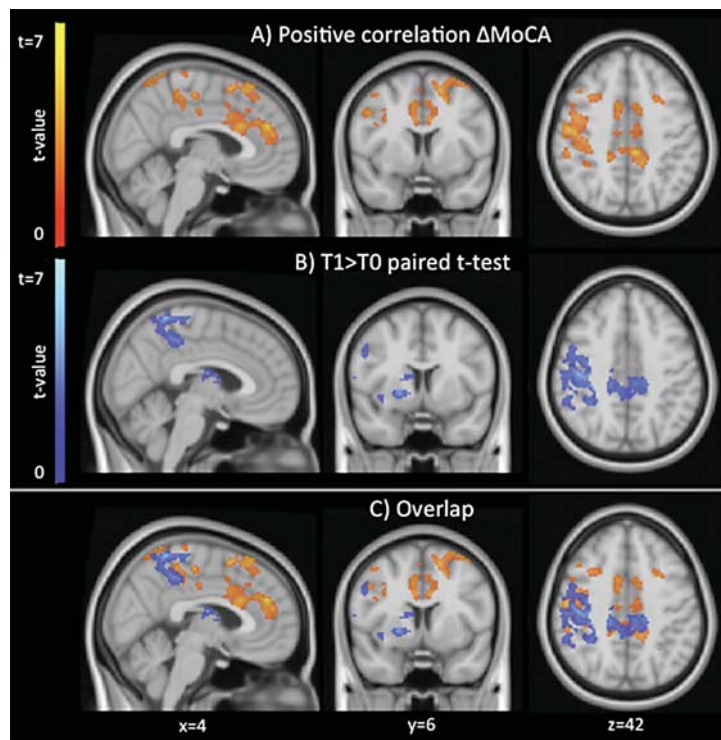 A) Positive correlation ΔMoCA
t=7
t-value
0
B) T1>T0 paired t-test
t=7
t-value
0
C) Overlap
x=4
y=6
z=42